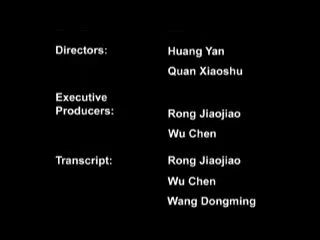 Directors: Huang Yan
Quan Xiaoshu
Executive
Producers: Rong Jiaojiao
Wu Chen
Transcript: Rong Jiaojiao
Wu Chen
Wang Dongming